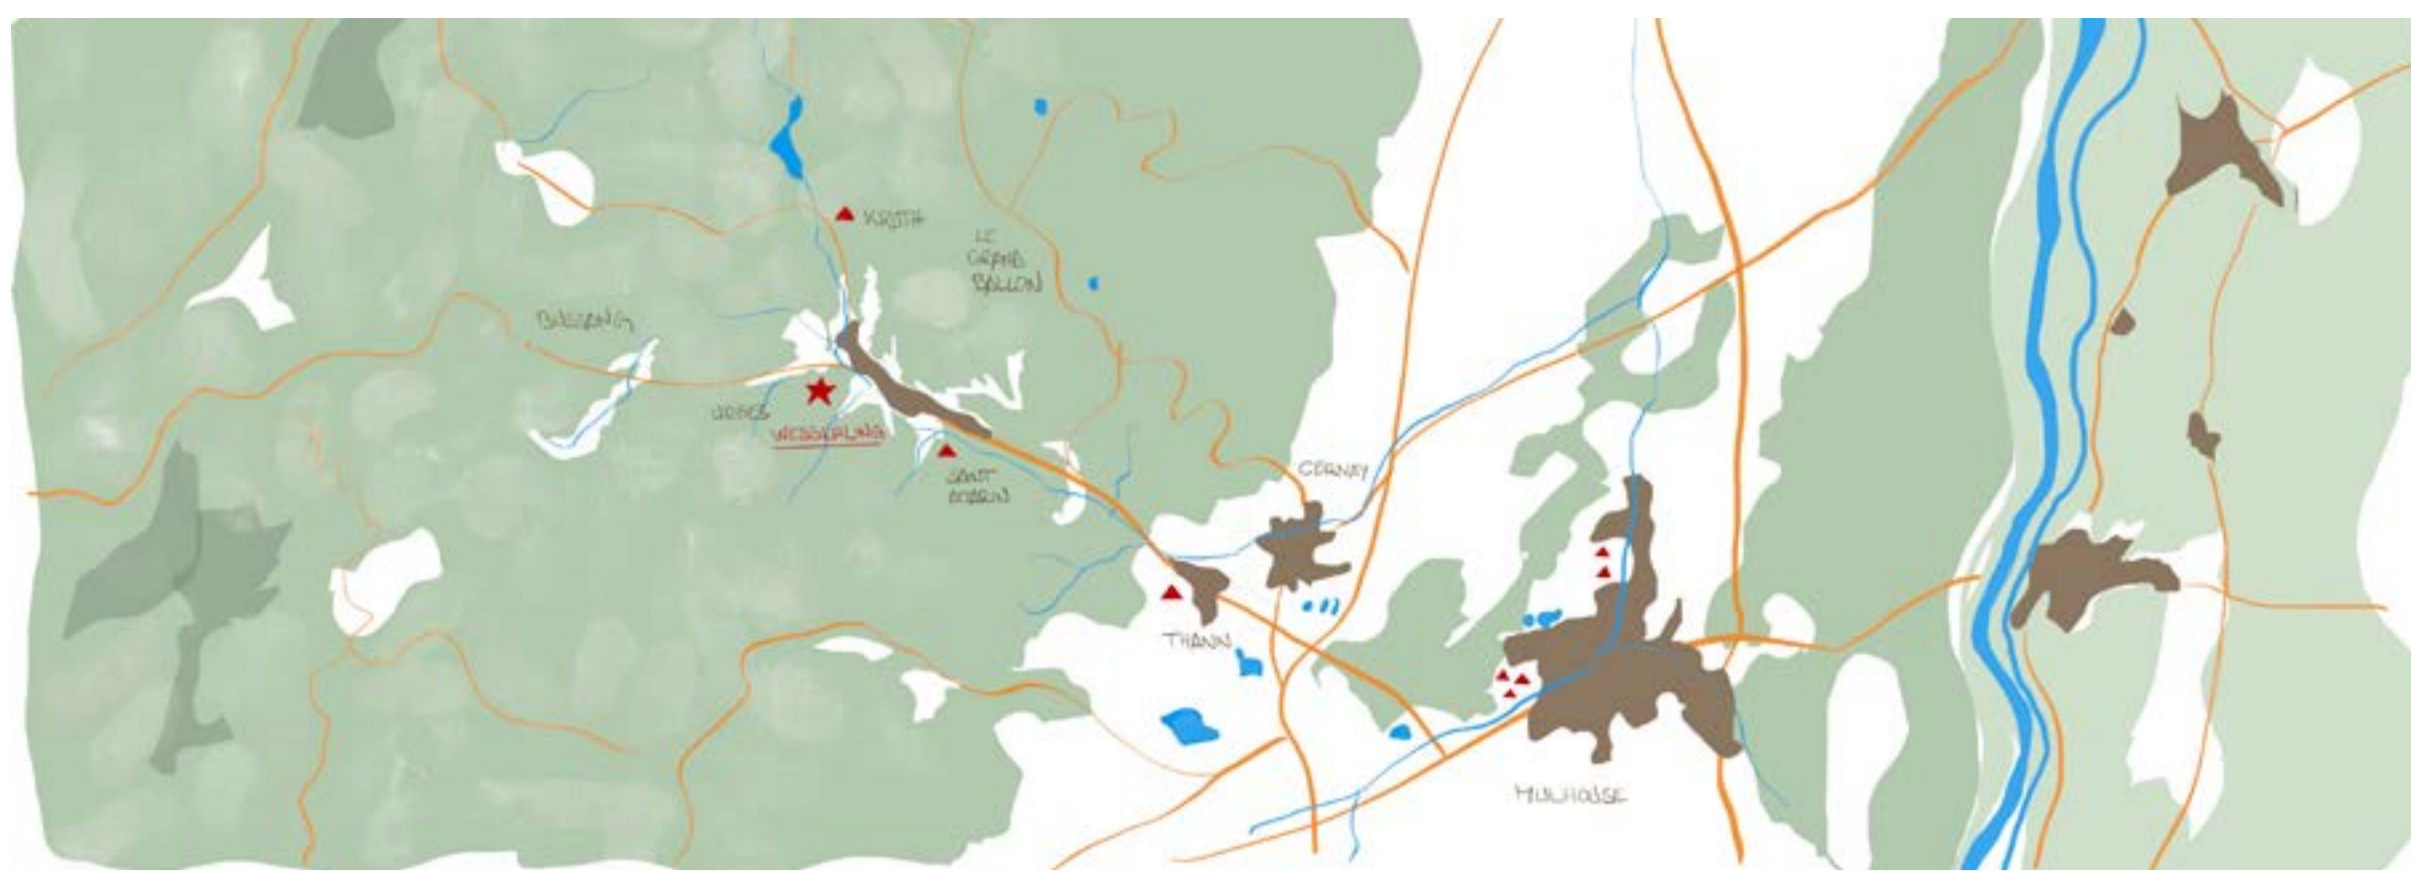 KRUTH
LE
GRAND
BALLON
BUSSANG
URBES
WESSERLING
SAINT
AMARIN
CERNAY
THANN
MULHOUSE